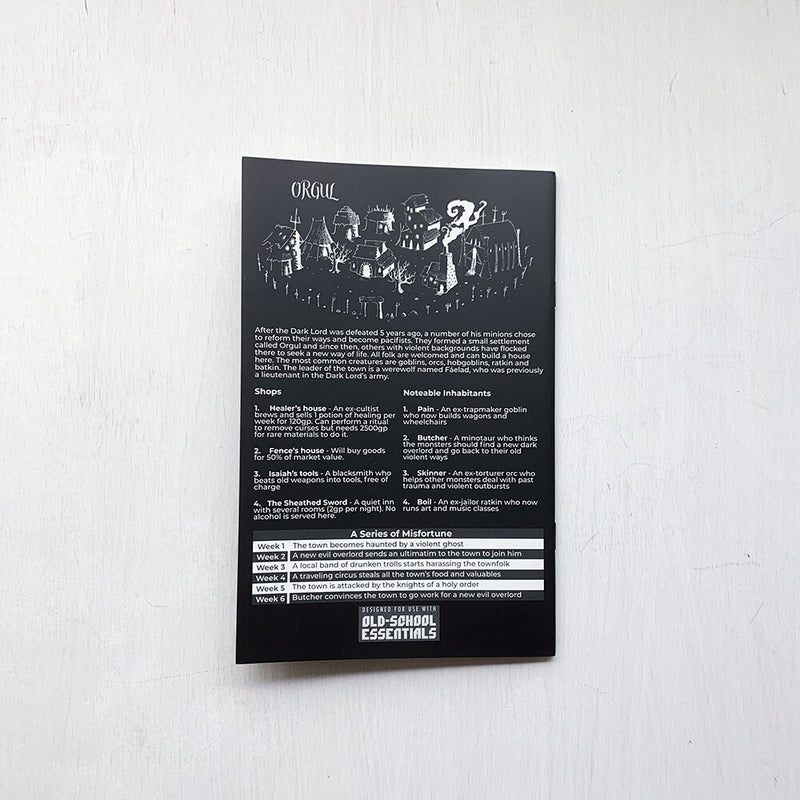 ORGUL
After the Dark Lord was defeated 5 years ago, a number of his minions chose
to reform their ways and become pacifists. They formed a small settlement
called Orgul and since then, others with violent backgrounds have flocked
there to seek a new way of life. All folk are welcomed and can build a house
here. The most common creatures are goblins, orcs, hobgoblins, ratkin and
batkin. The leader of the town is a werewolf named Fáelad, who was previously
a lieutenant in the Dark Lord's army.
Shops
1. Healer's house - An ex-cultist
brews and sells 1 potion of healing per
week for 120gp. Can perform a ritual
to remove curses but needs 2500gp
for rare materials to do it.
2. Fence's house - Will buy goods
for 50% of market value.
3. Isaiah's tools - A blacksmith who
beats old weapons into tools, free of
charge
4. The Sheathed Sword - A quiet inn
with several rooms (2gp per night). No
alcohol is served here.
Noteable Inhabitants
1. Pain - An ex-trapmaker goblin
who now builds wagons and
wheelchairs
2. Butcher - A minotaur who thinks
the monsters should find a new dark
overlord and go back to their old
violent ways
3. Skinner - An ex-torturer orc who
helps other monsters deal with past
trauma and violent outbursts
4. Boil - An ex-jailor ratkin who now
runs art and music classes
A Series of Misfortune
Week 1 The town becomes haunted by a violent ghost
Week 2 A new evil overlord sends an ultimatim to the town to join him
Week 3 A local band of drunken trolls starts harassing the townfolk
Week 4 A traveling circus steals all the town's food and valuables
Week 5 The town is attacked by the knights of a holy order
Week 6 Butcher convinces the town to go work for a new evil overlord
DESIGNED FOR USE WITH
OLD-SCHOOL
ESSENTIALS